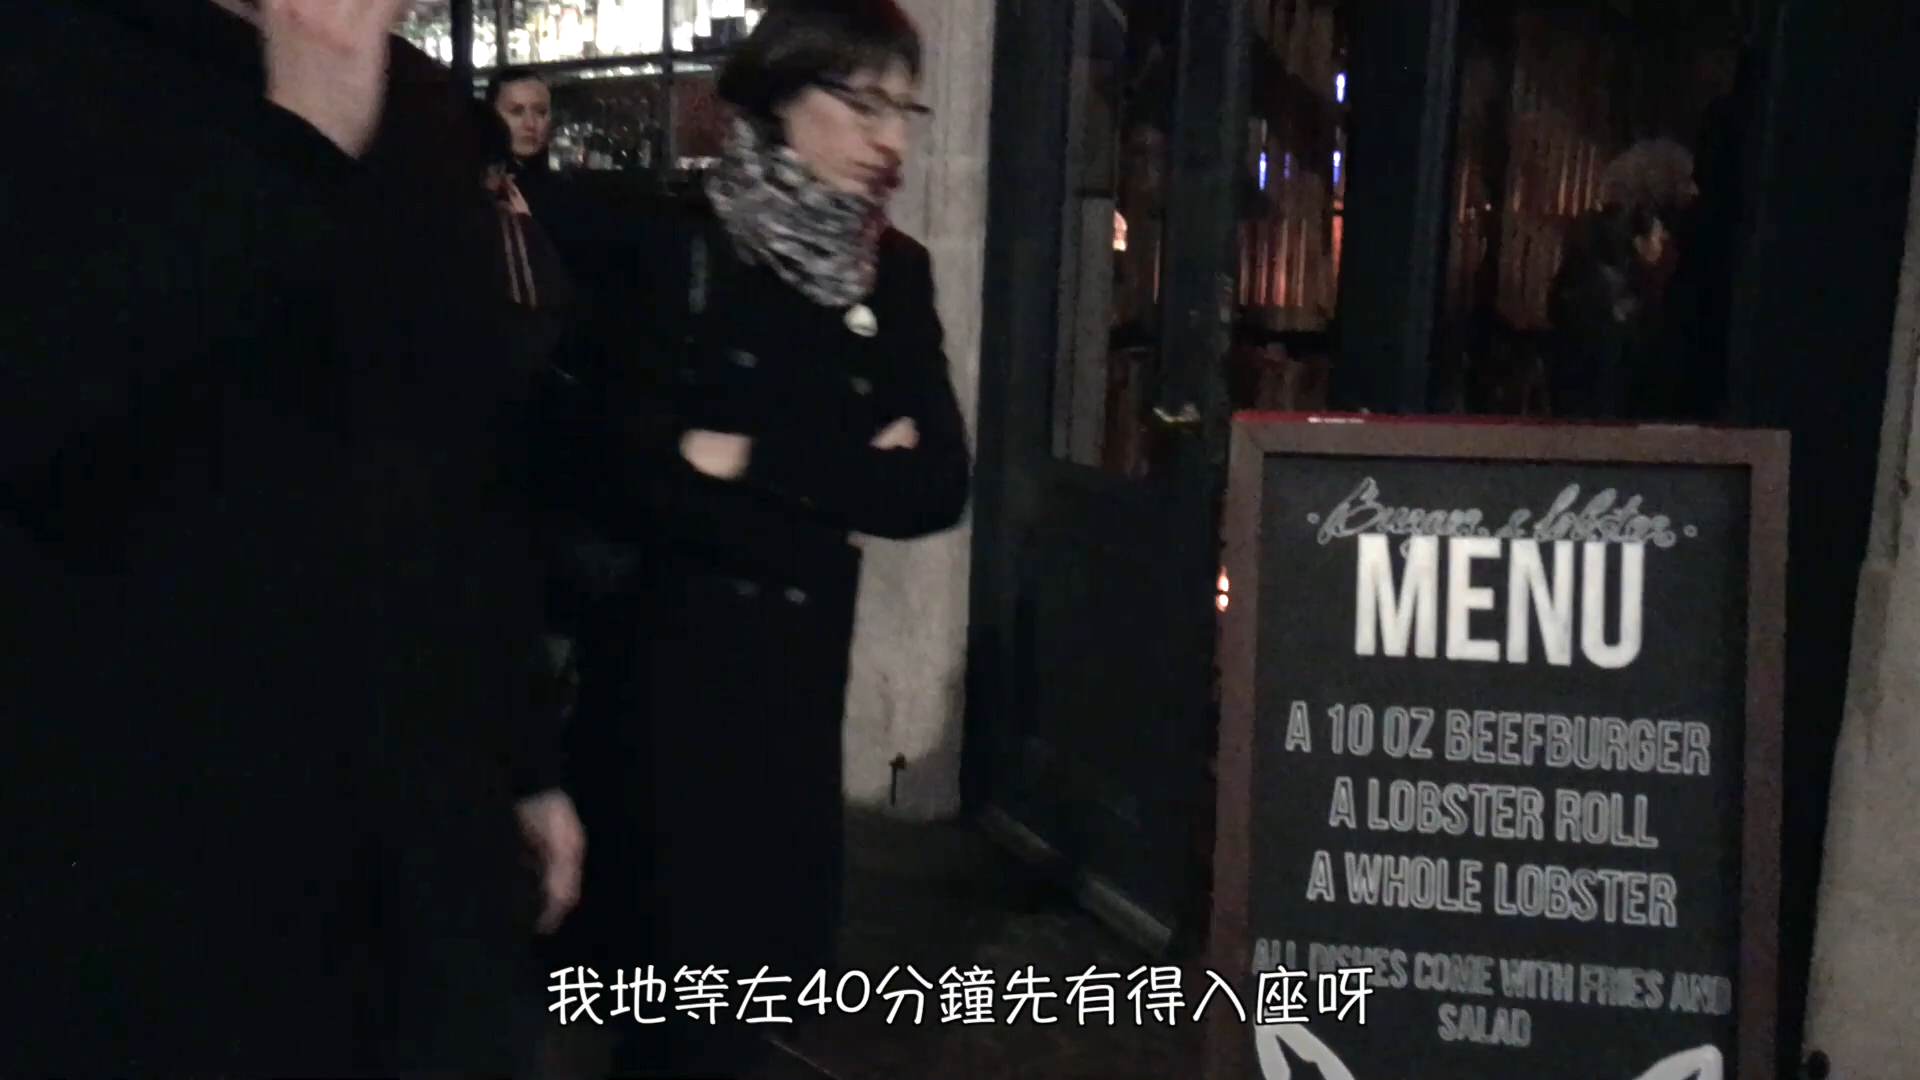 Burger & Lobster
MENU
A 10 OZ BEEFBURGER
A LOBSTER ROLL
A WHOLE LOBSTER
ALL DISHES COME WITH FRIES AND
SALAD
我地等左40分鐘先有得入座呀